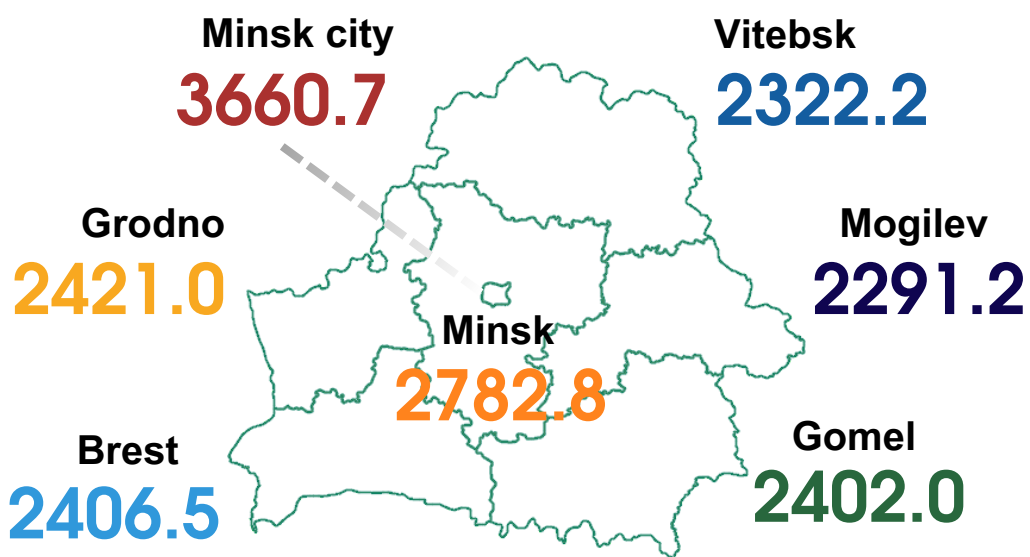 Minsk city
3660.7
Vitebsk
2322.2
Grodno
2421.0
Mogilev
2291.2
Minsk
2782.8
Brest
2406.5
Gomel
2402.0